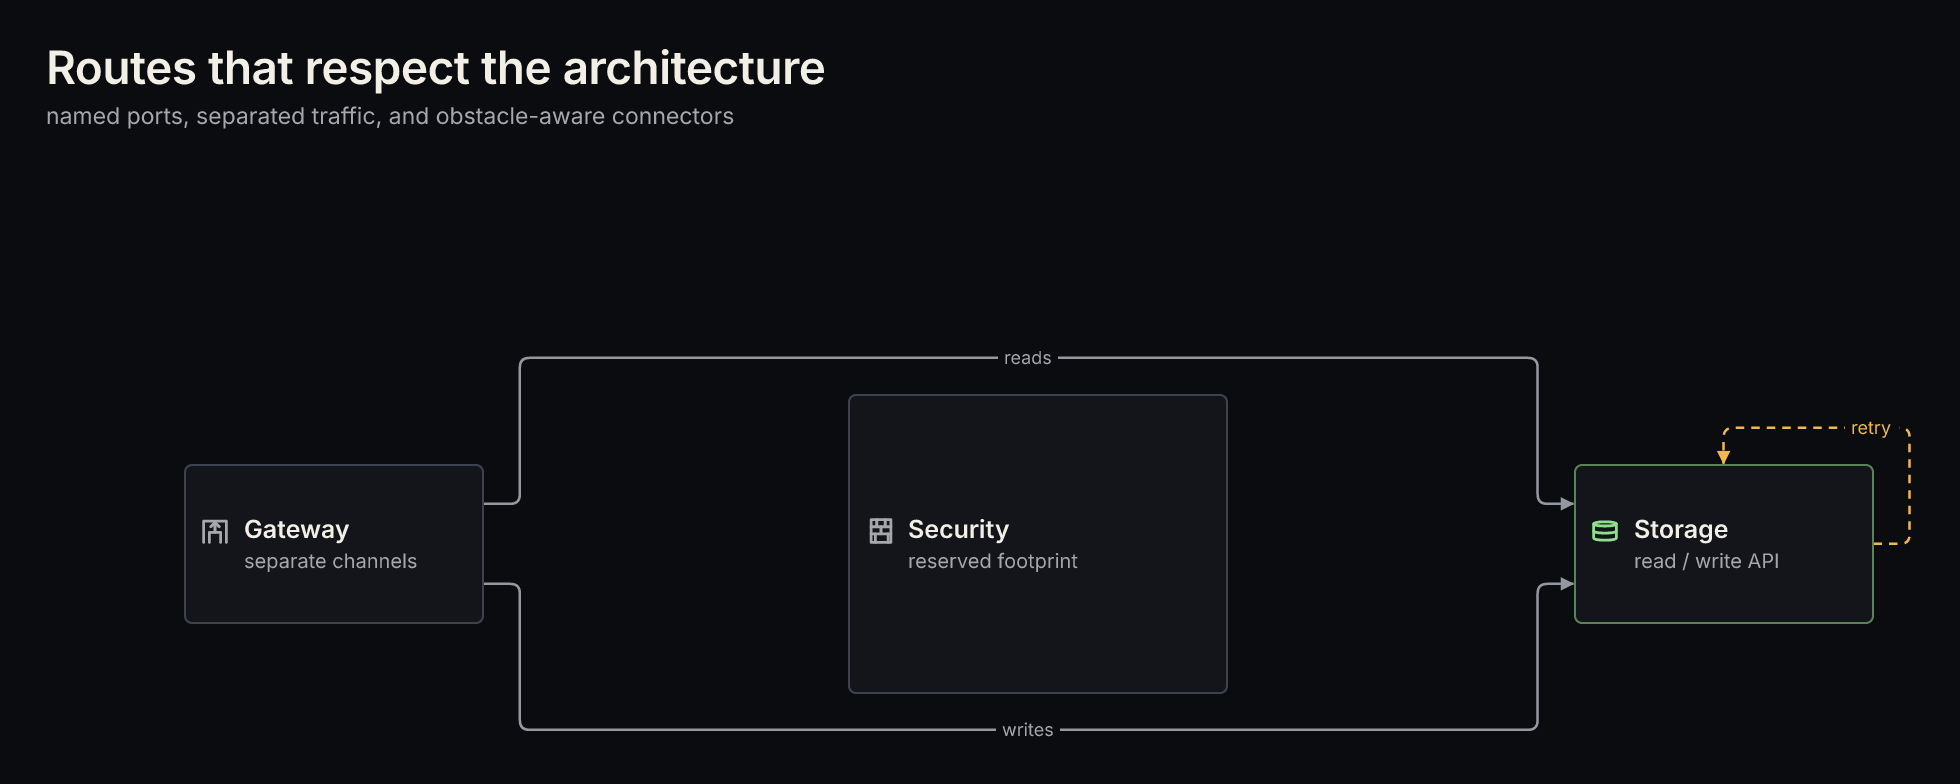 Routes that respect the architecture
named ports, separated traffic, and obstacle-aware connectors
reads
retry
Gateway
separate channels
Security
reserved footprint
Storage
read / write API
writes